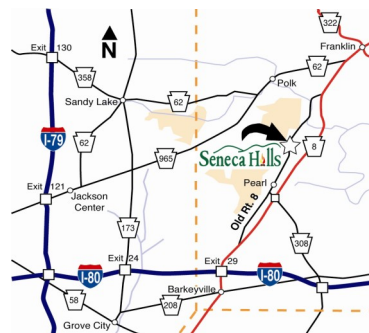 322
Franklin
Exit 130
N
358
62
Polk
Sandy Lake
62
I-79
62
965
Seneca Hills
8
Exit 121
Jackson
Center
Pearl
Old Rt. 8
173
308
Exit 24
Exit 29
I-80
I-80
58
208
Barkeyville
Grove City